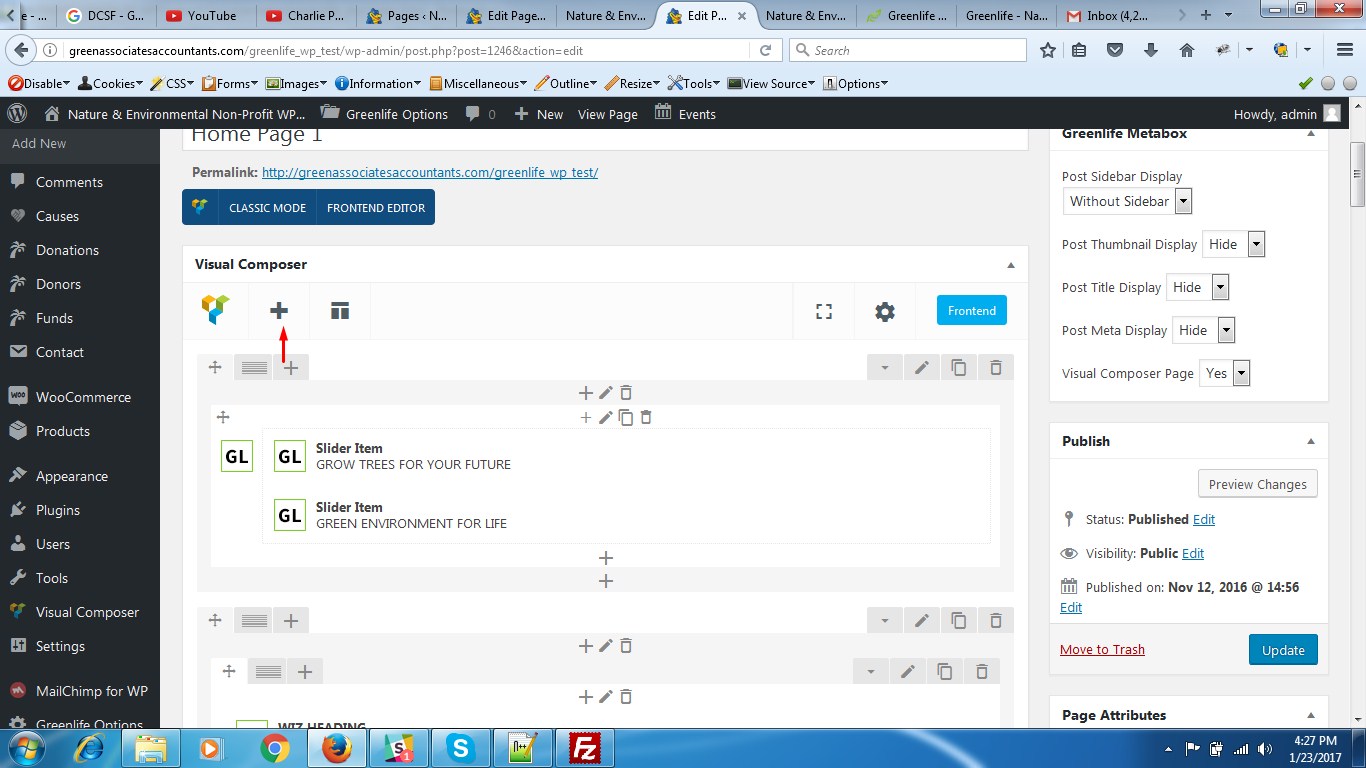 e - ...
DCSF - G...
YouTube
Charlie P...
Pages ‹ N...
Edit Page...
Nature & Env...
Edit P...
Nature & Env...
Greenlife ...
Greenlife - Na...
Inbox (4,2...
greenassociatesaccountants.com/greenlife_wp_test/wp-admin/post.php?post=1246&action=edit
Search
Disable
Cookies
CSS
Forms
Images
Information
Miscellaneous
Outline
Resize
Tools
View Source
Options
Nature & Environmental Non-Profit WP...
Greenlife Options
0
New
View Page
Events
Howdy, admin
Add New
Comments
Causes
Donations
Donors
Funds
Contact
WooCommerce
Products
Appearance
Plugins
Users
Tools
Visual Composer
Settings
MailChimp for WP
Greenlife Options
Home Page 1
Permalink: http://greenassociatesaccountants.com/greenlife_wp_test/
CLASSIC MODE
FRONTEND EDITOR
Visual Composer
Frontend
GL
GL
Slider Item
GROW TREES FOR YOUR FUTURE
GL
Slider Item
GREEN ENVIRONMENT FOR LIFE
WIZ HEADING
Greenlife Metabox
Post Sidebar Display
Without Sidebar
Post Thumbnail Display Hide
Post Title Display Hide
Post Meta Display Hide
Visual Composer Page Yes
Publish
Preview Changes
Status: Published Edit
Visibility: Public Edit
Published on: Nov 12, 2016 @ 14:56
Edit
Move to Trash
Update
Page Attributes
4:27 PM
1/23/2017